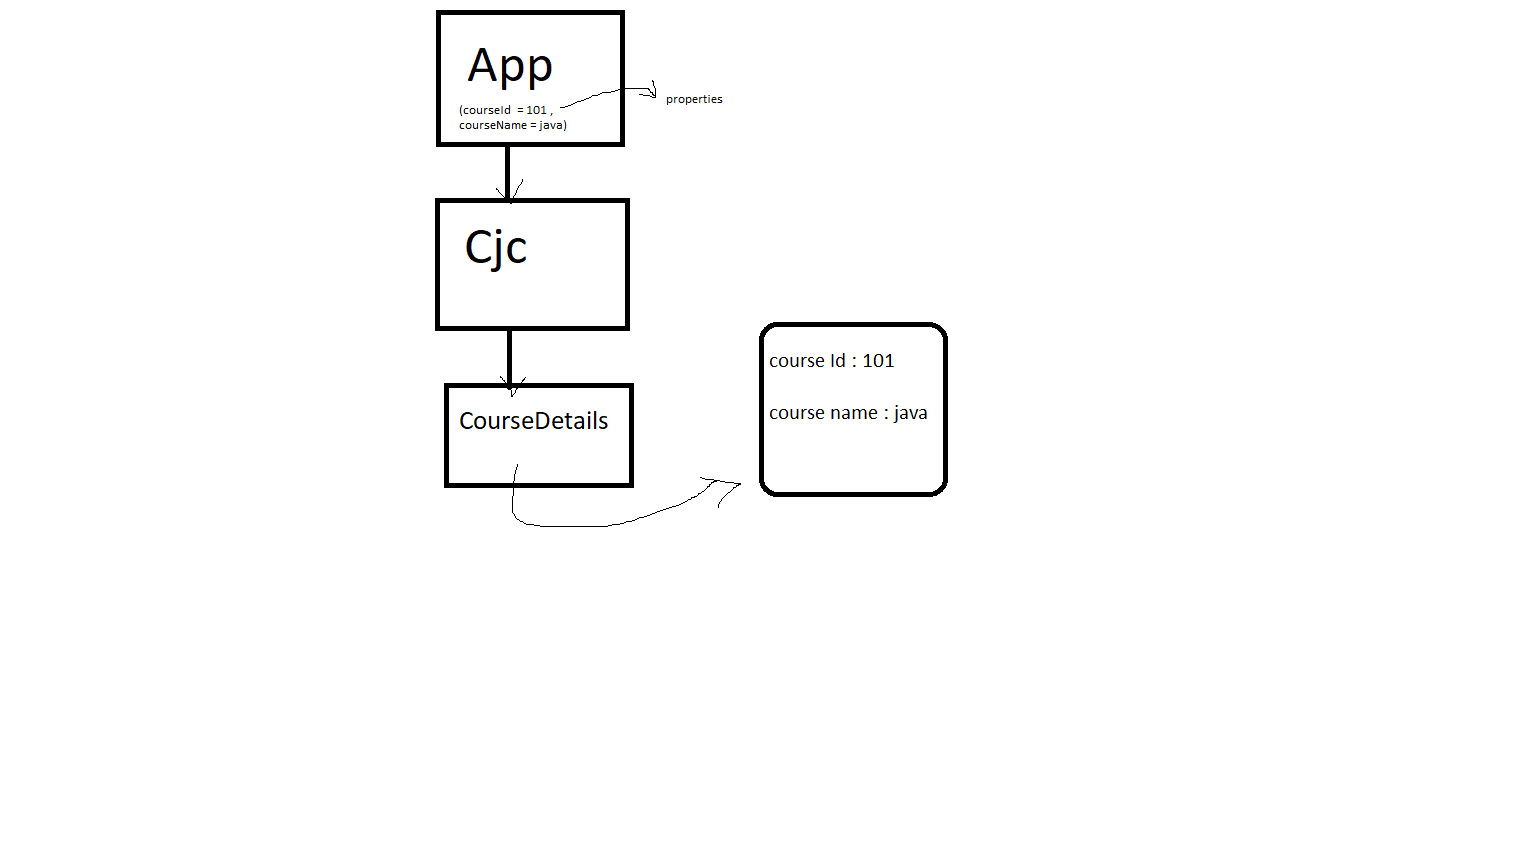 App
(courseId  = 101 ,
courseName = java)
properties
Cjc
CourseDetails
course Id : 101
course name : java